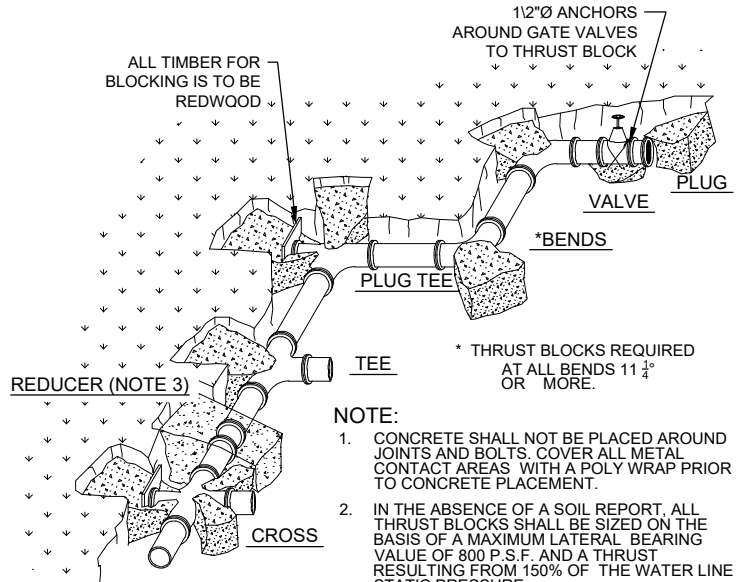 1\2"Ø ANCHORS
AROUND GATE VALVES
TO THRUST BLOCK
ALL TIMBER FOR
BLOCKING IS TO BE
REDWOOD
PLUG
VALVE
*BENDS
PLUG TEE
* THRUST BLOCKS REQUIRED
AT ALL BENDS 11 1/4°
OR MORE.
TEE
REDUCER (NOTE 3)
NOTE:
1. CONCRETE SHALL NOT BE PLACED AROUND
JOINTS AND BOLTS. COVER ALL METAL
CONTACT AREAS WITH A POLY WRAP PRIOR
TO CONCRETE PLACEMENT.
2. IN THE ABSENCE OF A SOIL REPORT, ALL
THRUST BLOCKS SHALL BE SIZED ON THE
BASIS OF A MAXIMUM LATERAL BEARING
VALUE OF 800 P.S.F. AND A THRUST
RESULTING FROM 150% OF THE WATER LINE
STATIC PRESSURE
CROSS